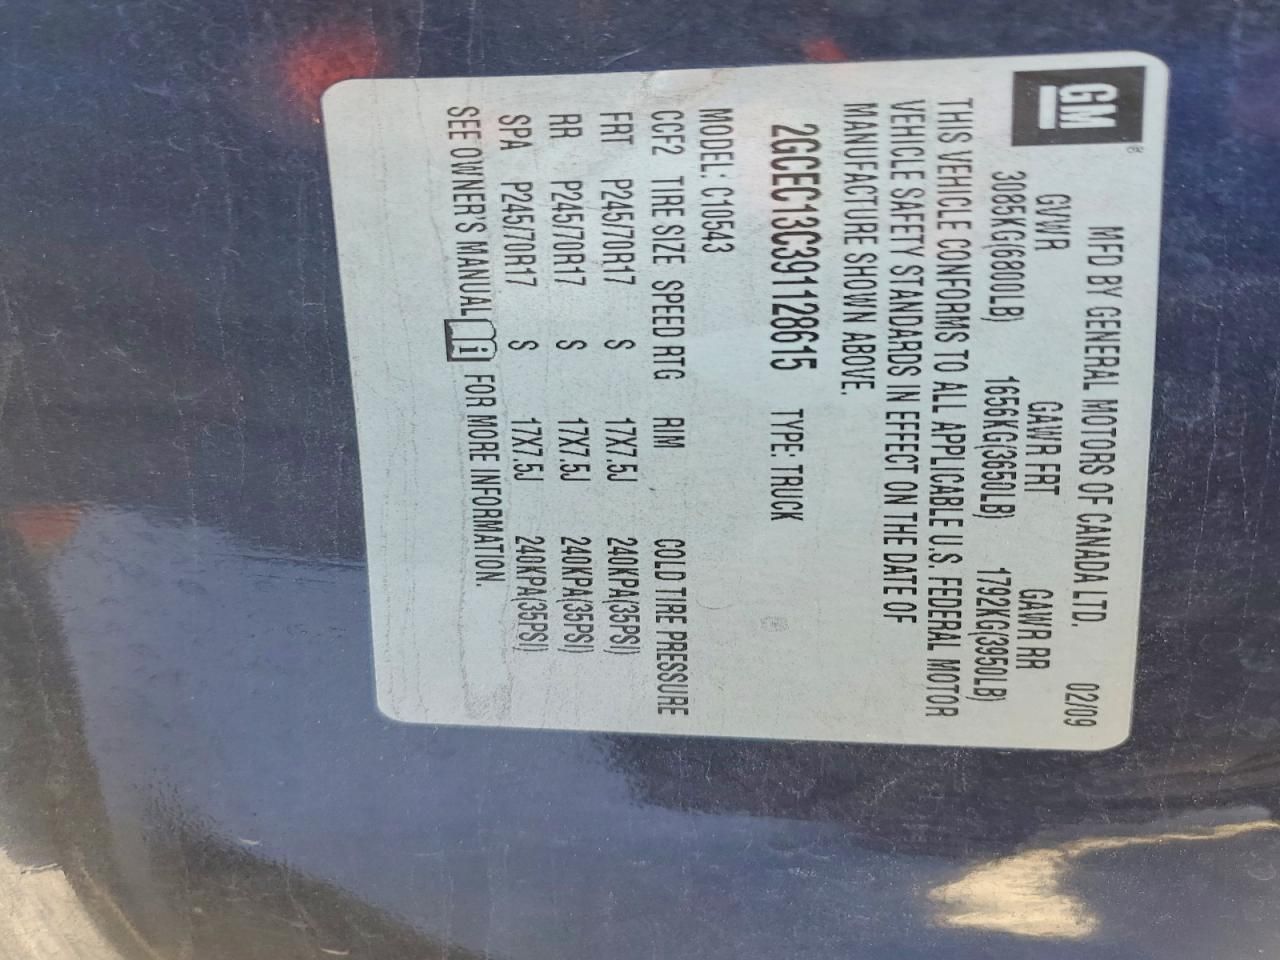 GM®
MFD BY GENERAL MOTORS OF CANADA LTD. 02/09
GVWR GAWR FRT GAWR RR
3085KG(6800LB) 1656KG(3650LB) 1792KG(3950LB)
THIS VEHICLE CONFORMS TO ALL APPLICABLE U.S. FEDERAL MOTOR
VEHICLE SAFETY STANDARDS IN EFFECT ON THE DATE OF
MANUFACTURE SHOWN ABOVE.
2GCEC13C391128615 TYPE: TRUCK
MODEL: C10543
CCF2 TIRE SIZE SPEED RTG RIM COLD TIRE PRESSURE
FRT P245/70R17 S 17X7.5J 240KPA(35PSI)
RR P245/70R17 S 17X7.5J 240KPA(35PSI)
SPA P245/70R17 S 17X7.5J 240KPA(35PSI)
SEE OWNER'S MANUAL i FOR MORE INFORMATION.